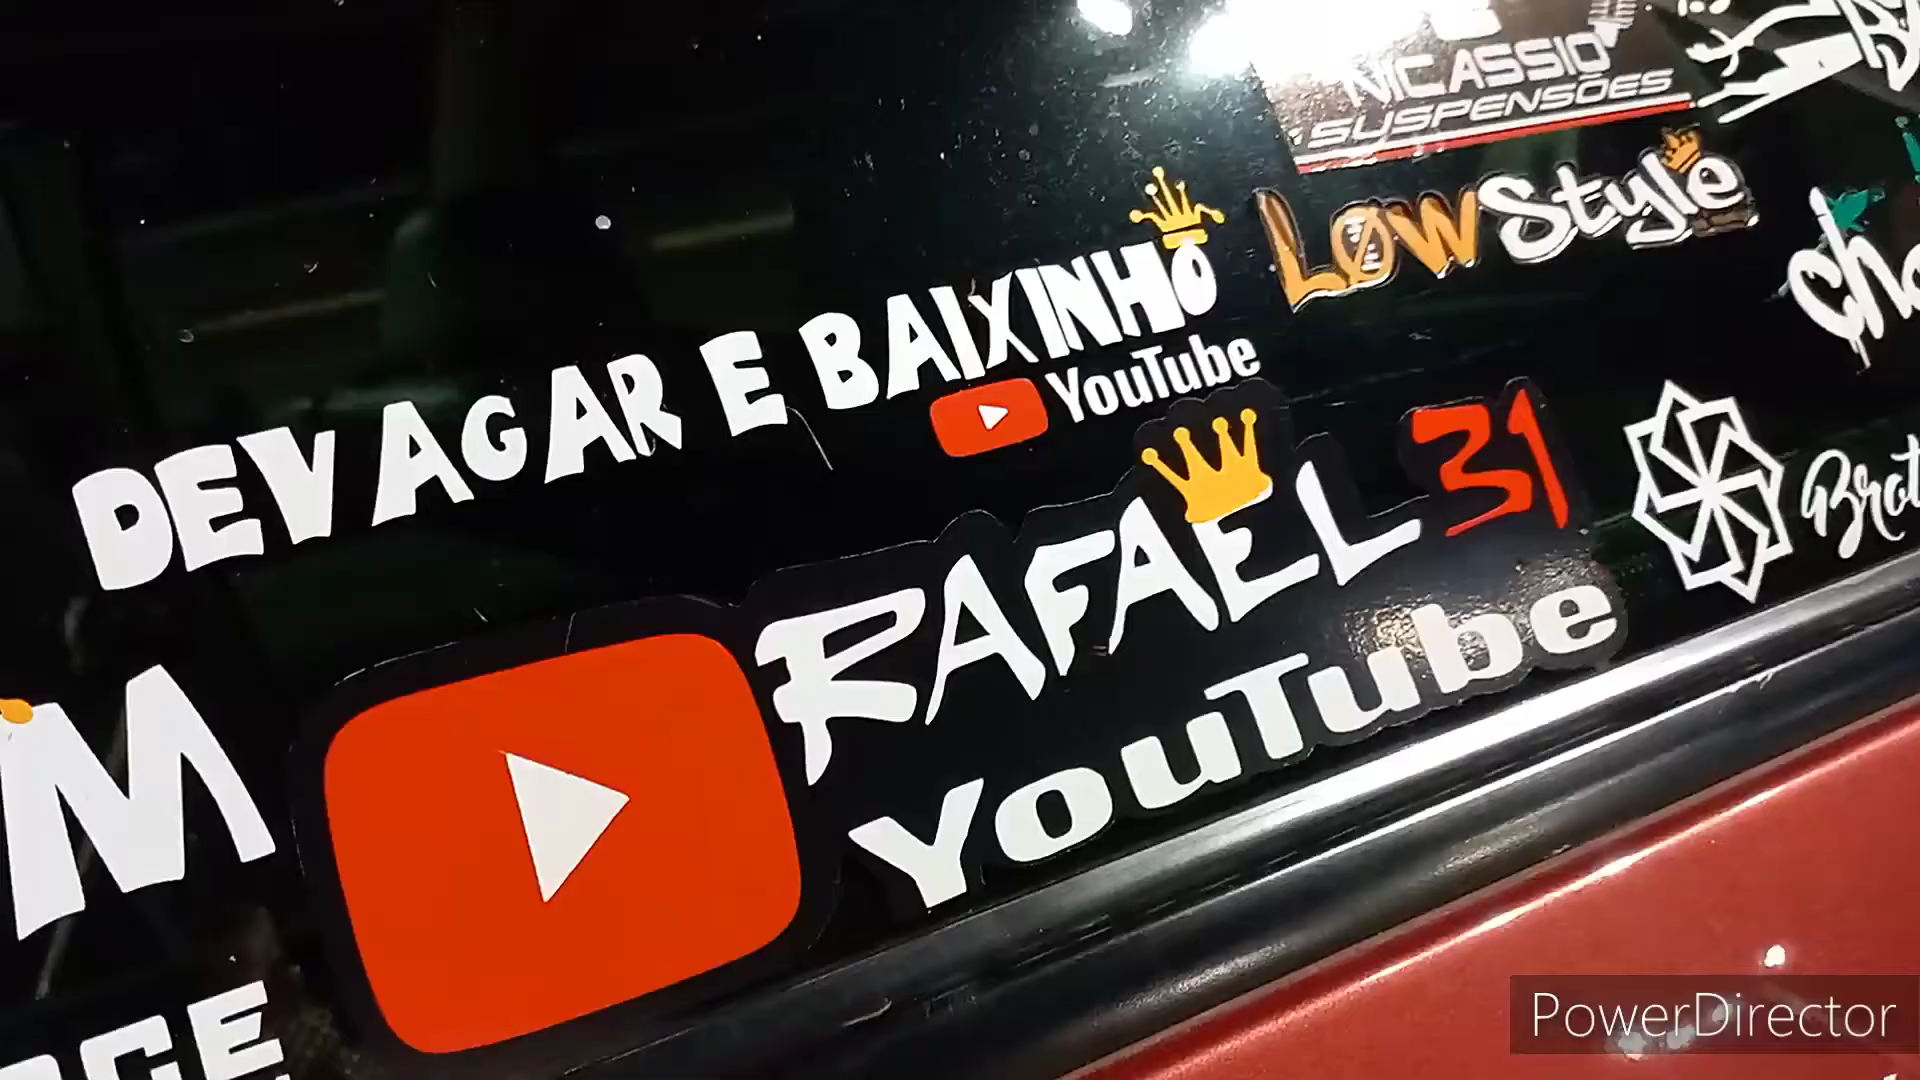 NICASSIO
SUSPENSÕES
LowStyle
DEVAGAR E BAIXINHO
YouTube
RAFAEL 31
YouTube
M
PowerDirector